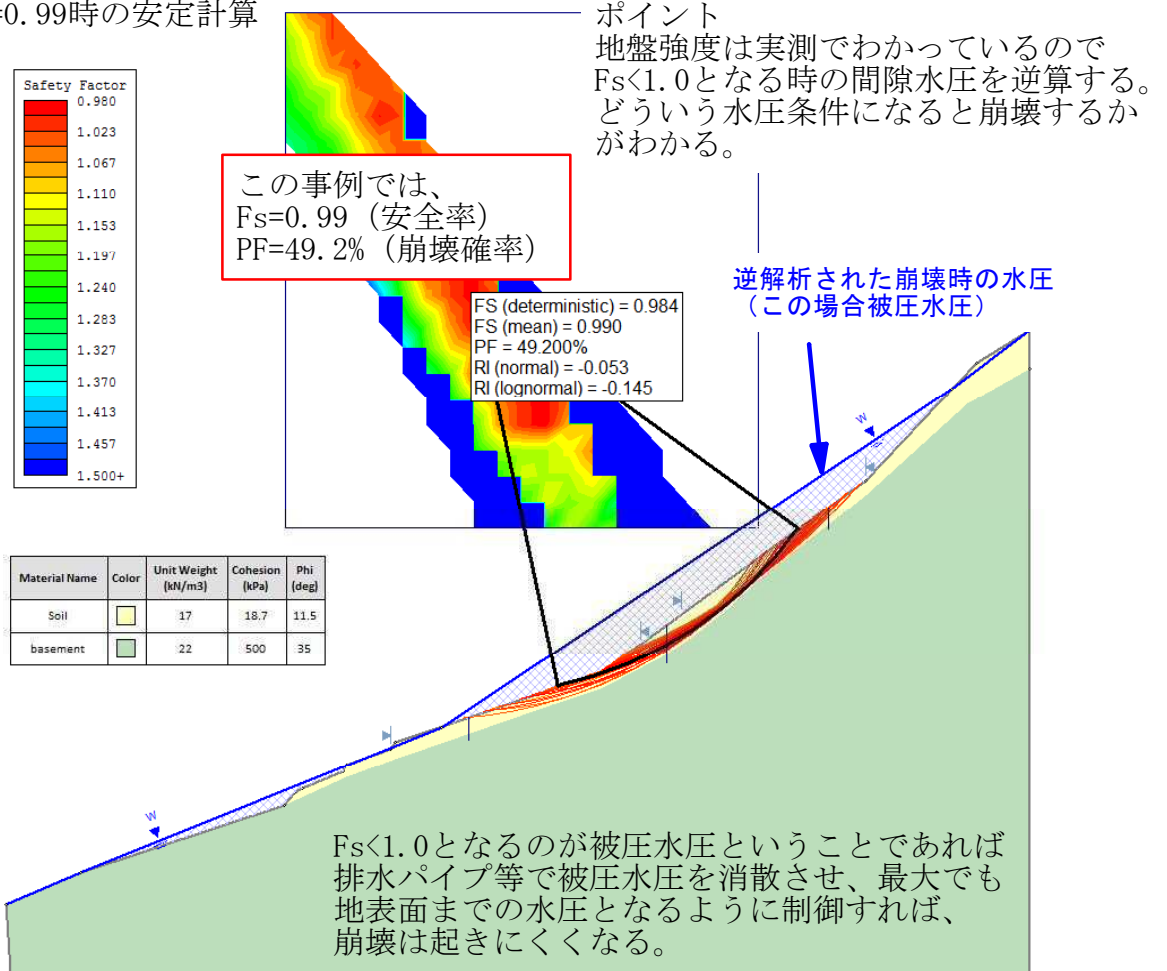 =0.99時の安定計算
ポイント
地盤強度は実測でわかっているので
Fs<1.0となる時の間隙水圧を逆算する。
どういう水圧条件になると崩壊するか
がわかる。
Safety Factor
0.980
1.023
1.067
1.110
1.153
1.197
1.240
1.283
1.327
1.370
1.413
1.457
1.500+
この事例では、
Fs=0.99（安全率）
PF=49.2%（崩壊確率）
FS (deterministic) = 0.984
FS (mean) = 0.990
PF = 49.200%
RI (normal) = -0.053
RI (lognormal) = -0.145
逆解析された崩壊時の水圧
（この場合被圧水圧）
W
Material Name Color Unit Weight (kN/m3) Cohesion (kPa) Phi (deg)
Soil 17 18.7 11.5
basement 22 500 35
W
Fs<1.0となるのが被圧水圧ということであれば
排水パイプ等で被圧水圧を消散させ、最大でも
地表面までの水圧となるように制御すれば、
崩壊は起きにくくなる。